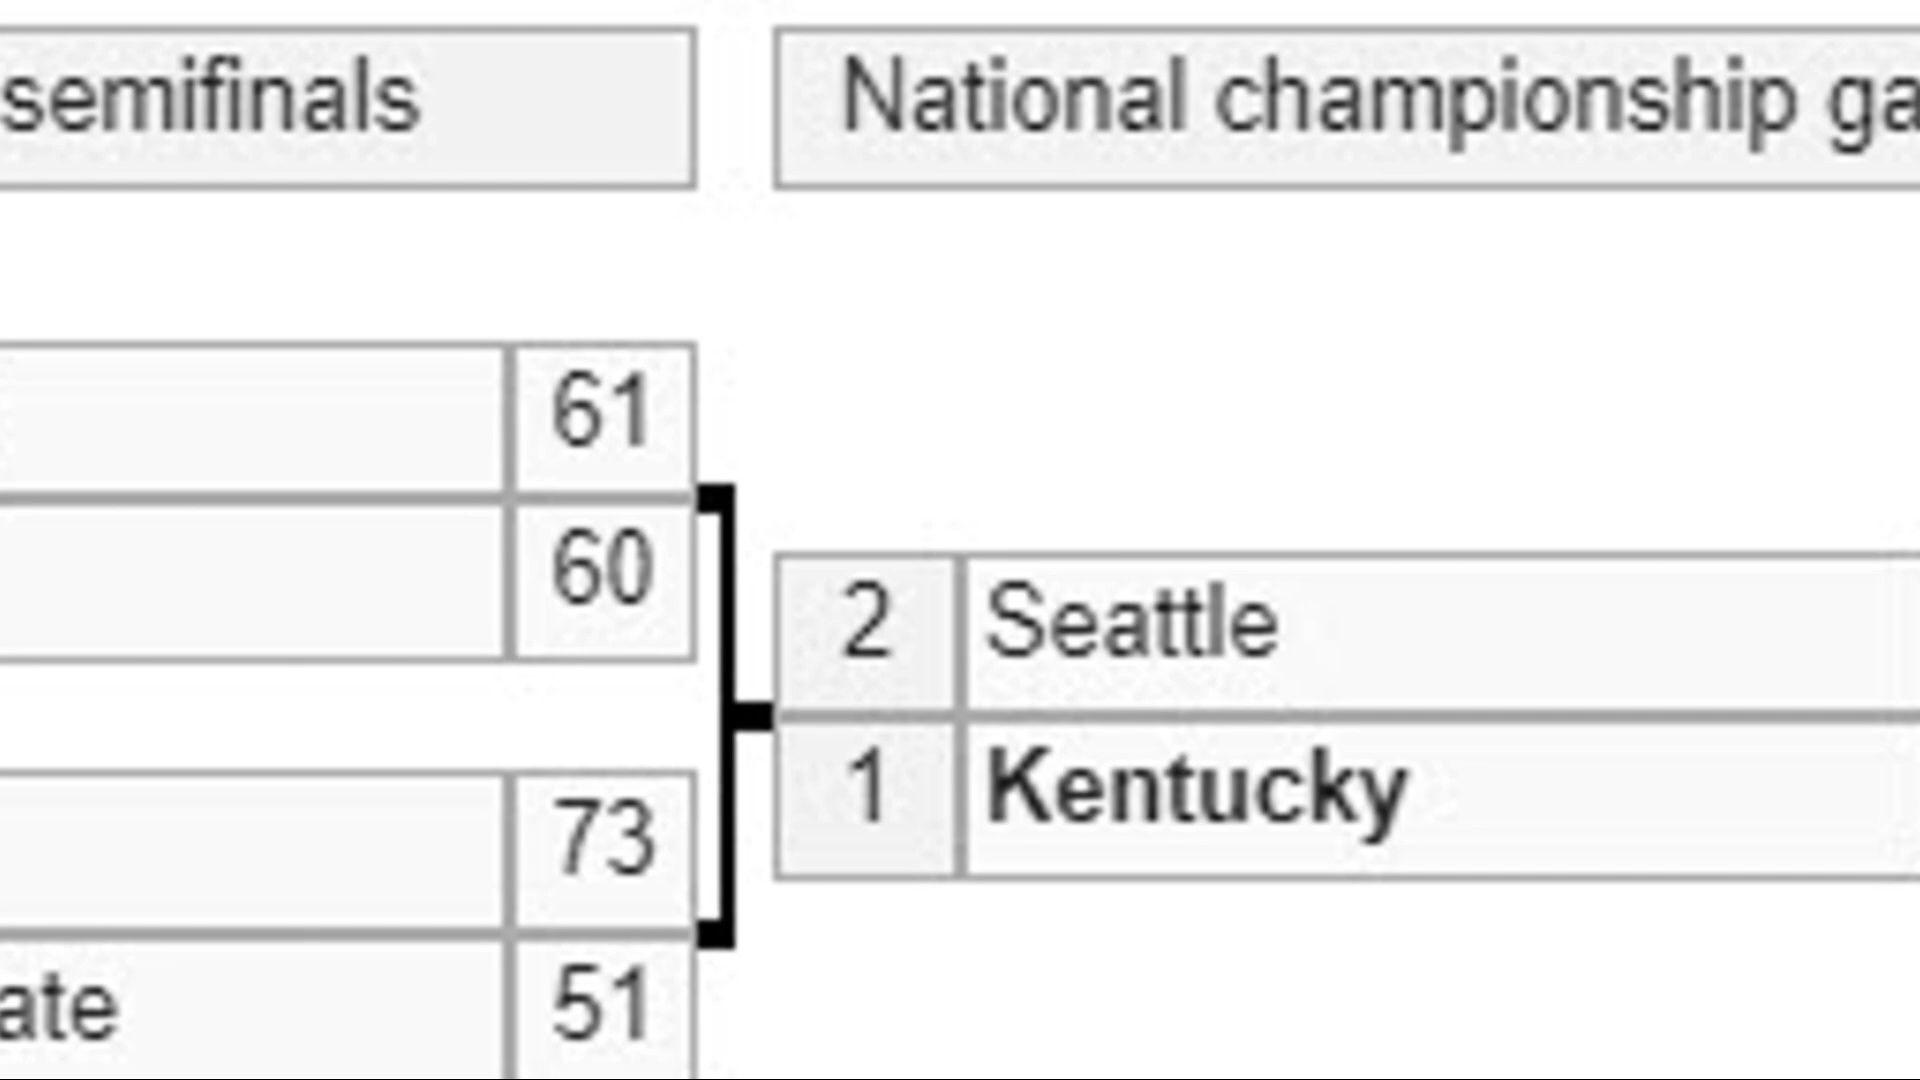 semifinals
National championship ga
61
60
2 Seattle
1 Kentucky
73
ate 51